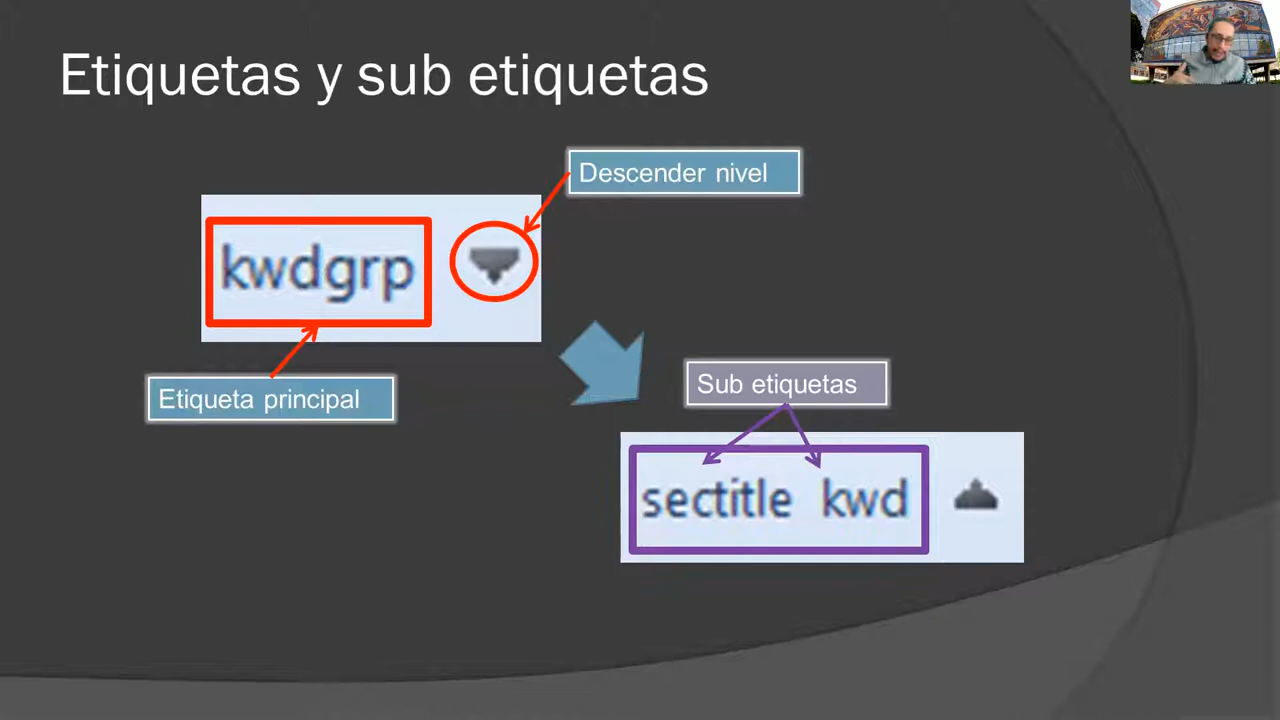 Etiquetas y sub etiquetas
Descender nivel
kwdgrp
Etiqueta principal
Sub etiquetas
sectitle kwd